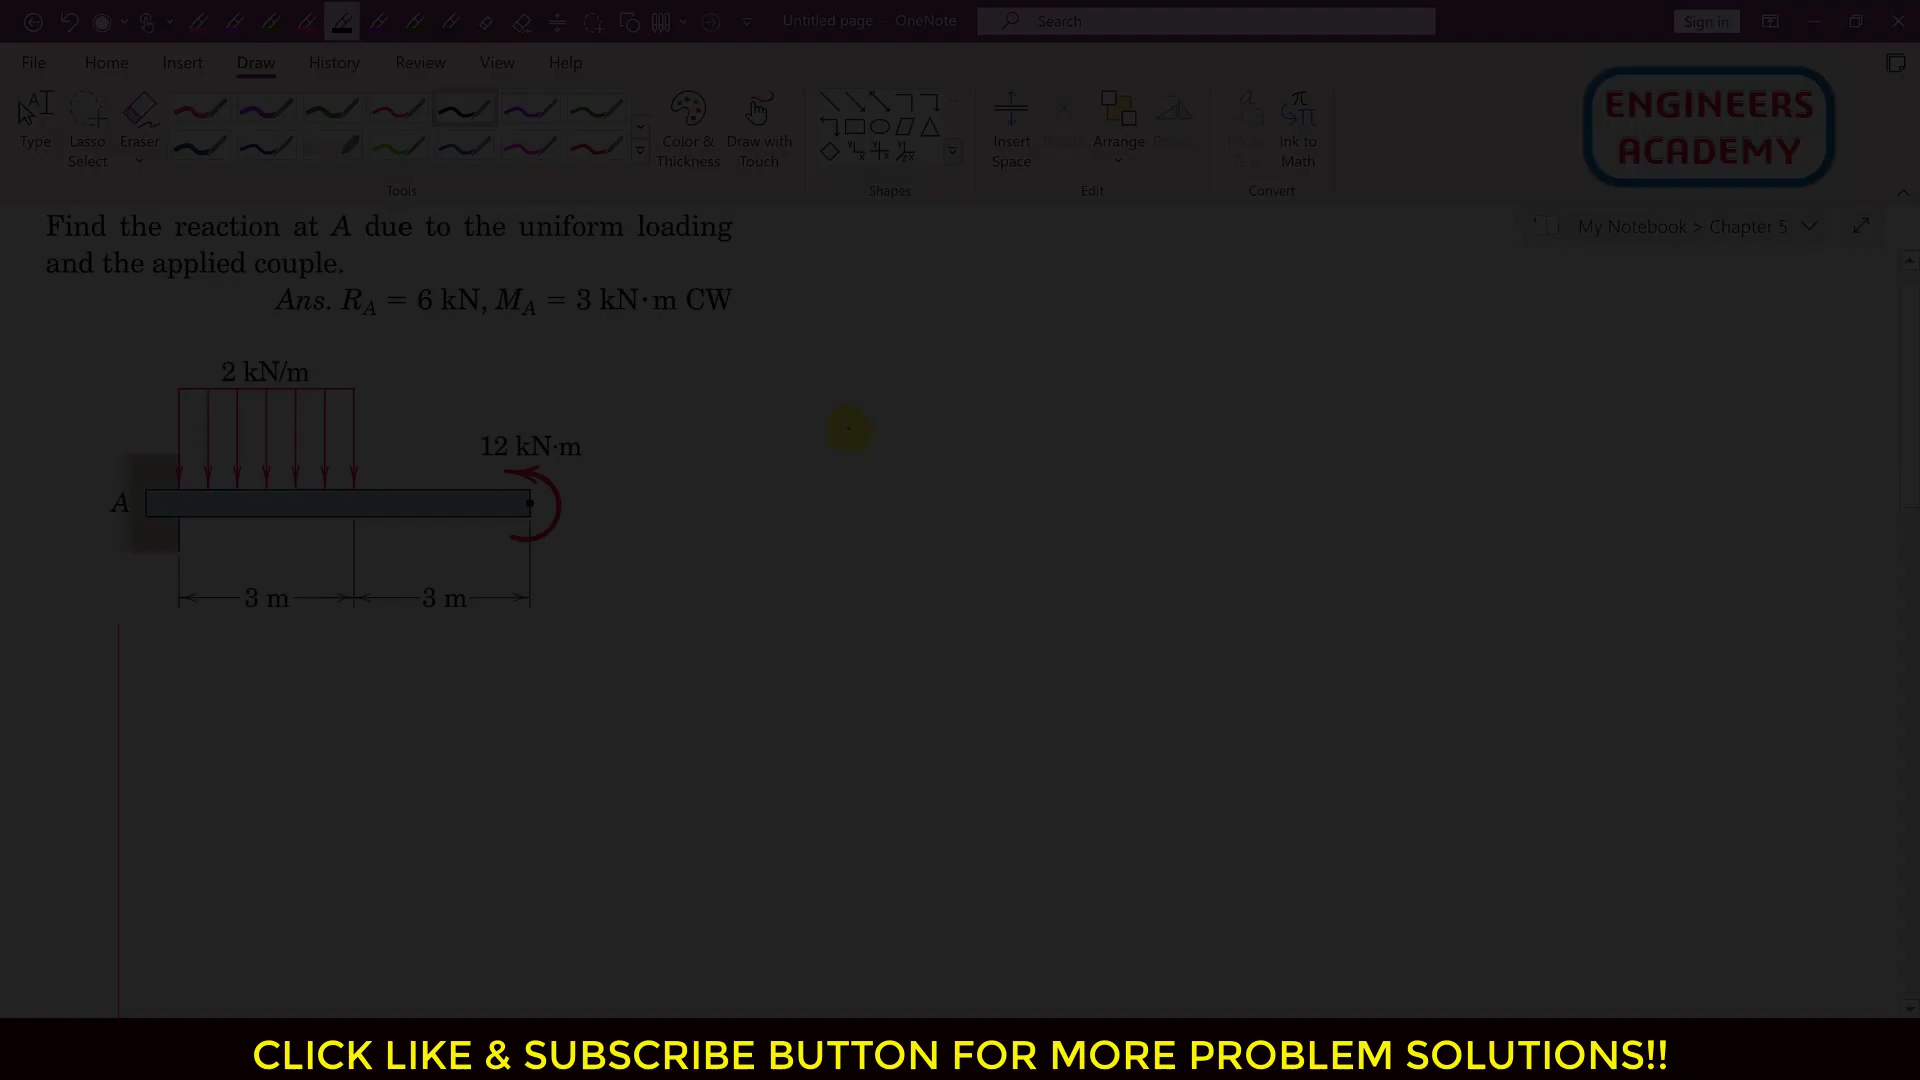 Untitled page - OneNote
Search
Sign in
File Home Insert Draw History Review View Help
Type
Lasso Select
Eraser
Color & Thickness
Draw with Touch
Insert Space
Arrange
Ink to Math
Tools
Shapes
Edit
Convert
ENGINEERS
ACADEMY
My Notebook > Chapter 5
Find the reaction at A due to the uniform loading
and the applied couple.
Ans. R_A = 6 kN, M_A = 3 kN·m CW
2 kN/m
12 kN·m
A
3 m 3 m
CLICK LIKE & SUBSCRIBE BUTTON FOR MORE PROBLEM SOLUTIONS!!